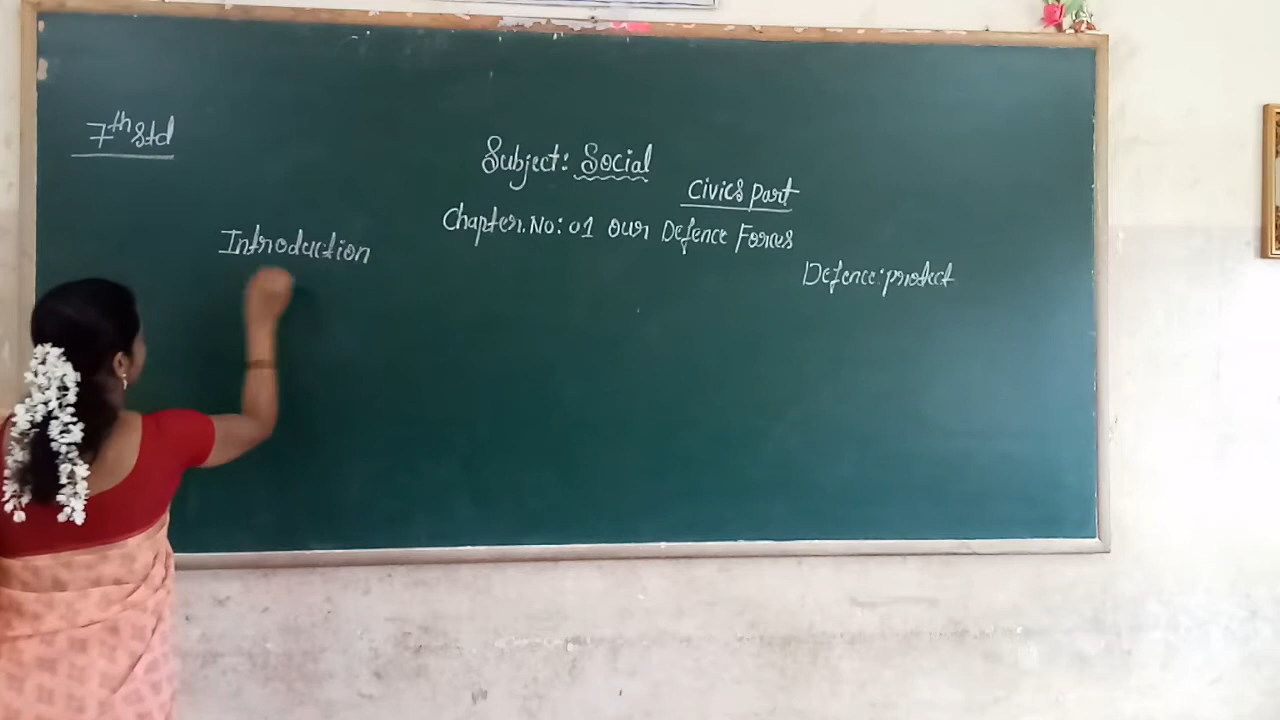 7th Std
Subject: Social
Civics part
Chapter.No: 01 our Defence Forces
Introduction
Defence: protect